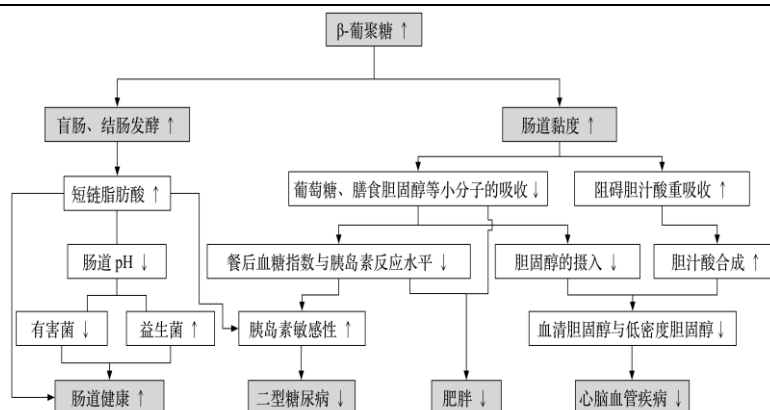 β-葡聚糖 ↑
盲肠、结肠发酵 ↑
肠道黏度 ↑
短链脂肪酸 ↑
葡萄糖、膳食胆固醇等小分子的吸收↓
阻碍胆汁酸重吸收 ↑
肠道 pH ↓
餐后血糖指数与胰岛素反应水平 ↓
胆固醇的摄入 ↓
胆汁酸合成 ↑
有害菌 ↓
益生菌 ↑
胰岛素敏感性 ↑
血清胆固醇与低密度胆固醇↓
肠道健康 ↑
二型糖尿病 ↓
肥胖 ↓
心脑血管疾病 ↓